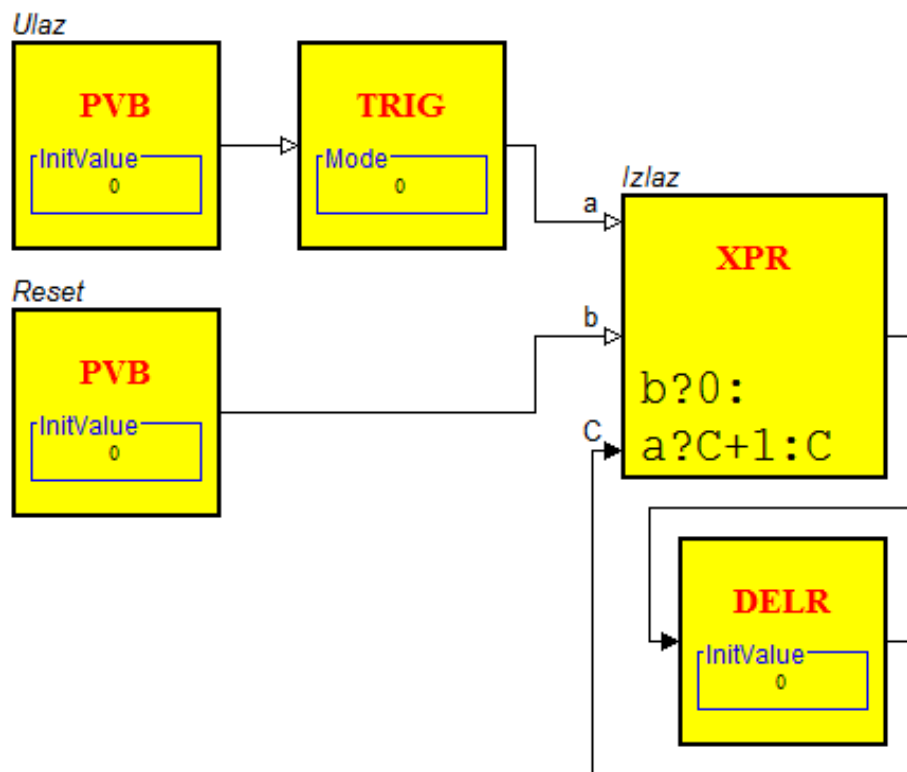 Ulaz
PVB
InitValue
0
TRIG
Mode
0
Reset
PVB
InitValue
0
Izlaz
a
b
C
XPR
b?0:
a?C+1:C
DELR
InitValue
0